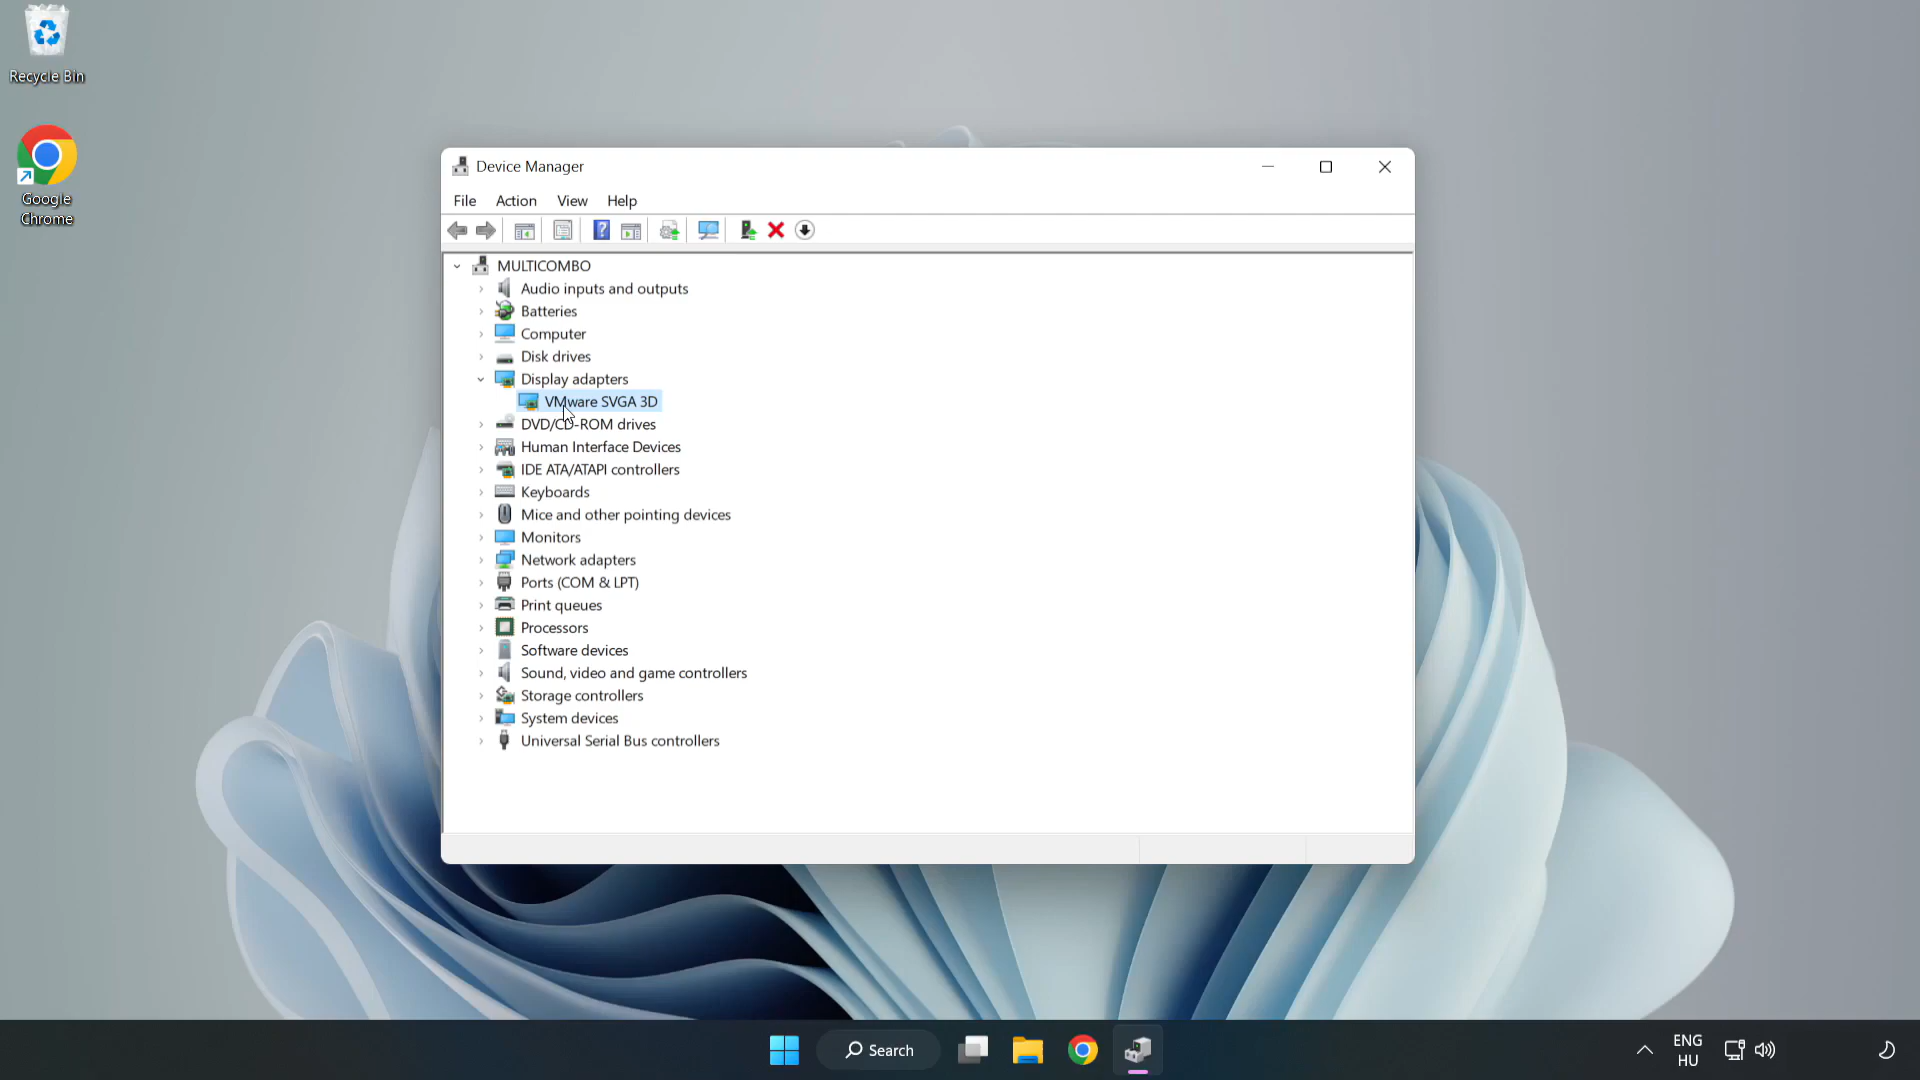 Recycle Bin
Google
Chrome
Device Manager
File Action View Help
MULTICOMBO
Audio inputs and outputs
Batteries
Computer
Disk drives
Display adapters
VMware SVGA 3D
DVD/CD-ROM drives
Human Interface Devices
IDE ATA/ATAPI controllers
Keyboards
Mice and other pointing devices
Monitors
Network adapters
Ports (COM & LPT)
Print queues
Processors
Software devices
Sound, video and game controllers
Storage controllers
System devices
Universal Serial Bus controllers
Search
ENG
HU